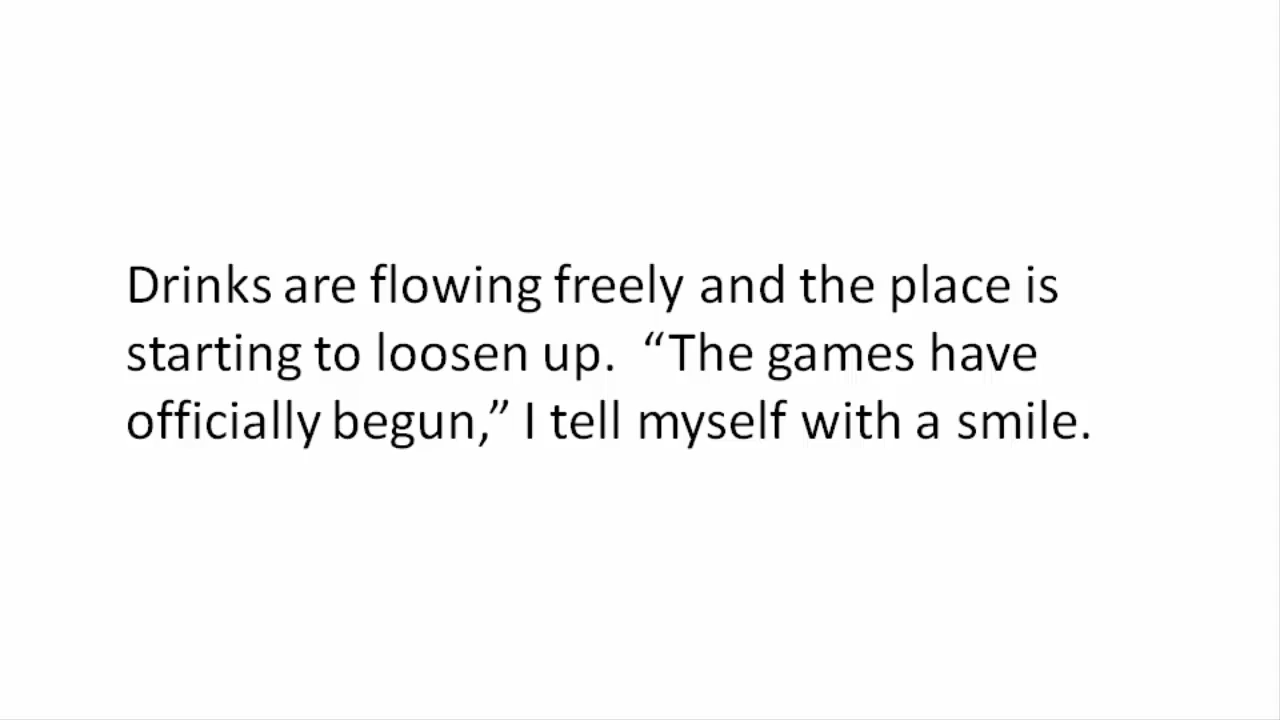 Drinks are flowing freely and the place is
starting to loosen up.  “The games have
officially begun,” I tell myself with a smile.